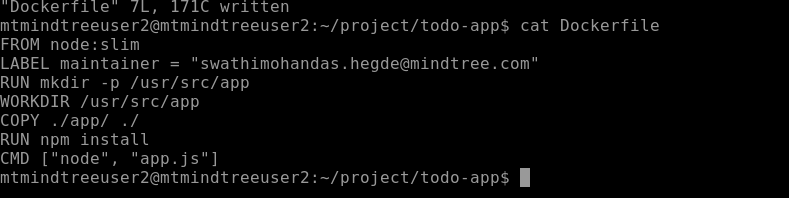 "Dockerfile" 7L, 171C written
mtmindtreeuser2@mtmindtreeuser2:~/project/todo-app$ cat Dockerfile
FROM node:slim
LABEL maintainer = "swathimohandas.hegde@mindtree.com"
RUN mkdir -p /usr/src/app
WORKDIR /usr/src/app
COPY ./app/ ./
RUN npm install
CMD ["node", "app.js"]
mtmindtreeuser2@mtmindtreeuser2:~/project/todo-app$